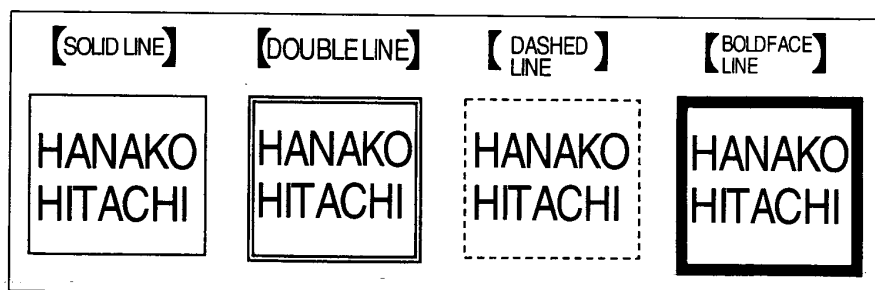 【SOLID LINE】
HANAKO
HITACHI
【DOUBLE LINE】
HANAKO
HITACHI
【DASHED
LINE】
HANAKO
HITACHI
【BOLDFACE
LINE】
HANAKO
HITACHI